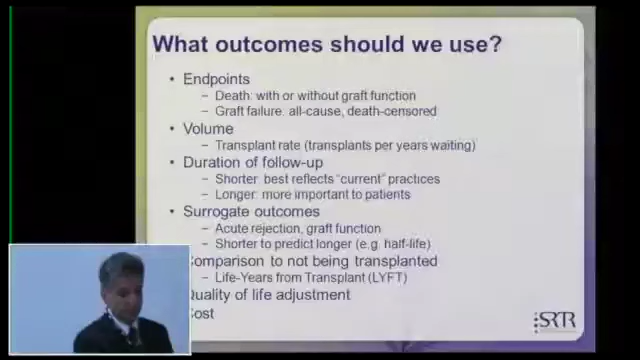 What outcomes should we use?
• Endpoints
– Death: with or without graft function
– Graft failure: all-cause, death-censored
• Volume
– Transplant rate (transplants per years waiting)
• Duration of follow-up
– Shorter: best reflects “current” practices
– Longer: more important to patients
• Surrogate outcomes
– Acute rejection, graft function
– Shorter to predict longer (e.g. half-life)
Comparison to not being transplanted
– Life-Years from Transplant (LYFT)
Quality of life adjustment
Cost
SRTR